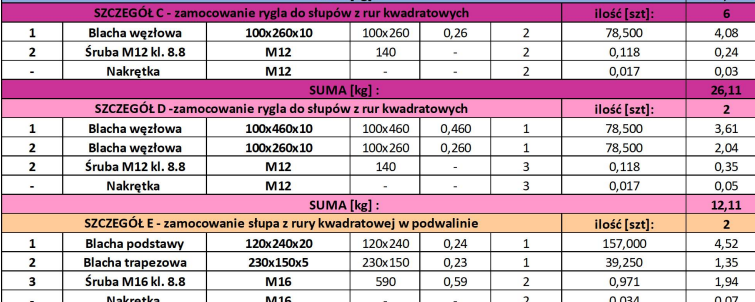 SZCZEGÓŁ C - zamocowanie rygla do słupów z rur kwadratowych ilość [szt]: 6
1 Blacha węzłowa 100x260x10 100x260 0,26 2 78,500 4,08
2 Śruba M12 kl. 8.8 M12 140 - 2 0,118 0,24
- Nakrętka M12 - - 2 0,017 0,03
SUMA [kg] : 26,11
SZCZEGÓŁ D -zamocowanie rygla do słupów z rur kwadratowych ilość [szt]: 2
1 Blacha węzłowa 100x460x10 100x460 0,460 1 78,500 3,61
2 Blacha węzłowa 100x260x10 100x260 0,260 1 78,500 2,04
2 Śruba M12 kl. 8.8 M12 140 - 3 0,118 0,35
- Nakrętka M12 - - 3 0,017 0,05
SUMA [kg] : 12,11
SZCZEGÓŁ E - zamocowanie słupa z rury kwadratowej w podwalinie ilość [szt]: 2
1 Blacha podstawy 120x240x20 120x240 0,24 1 157,000 4,52
2 Blacha trapezowa 230x150x5 230x150 0,23 1 39,250 1,35
3 Śruba M16 kl. 8.8 M16 590 0,59 2 0,971 1,94
- Nakrętka M16 - - 2 0,034 0,07